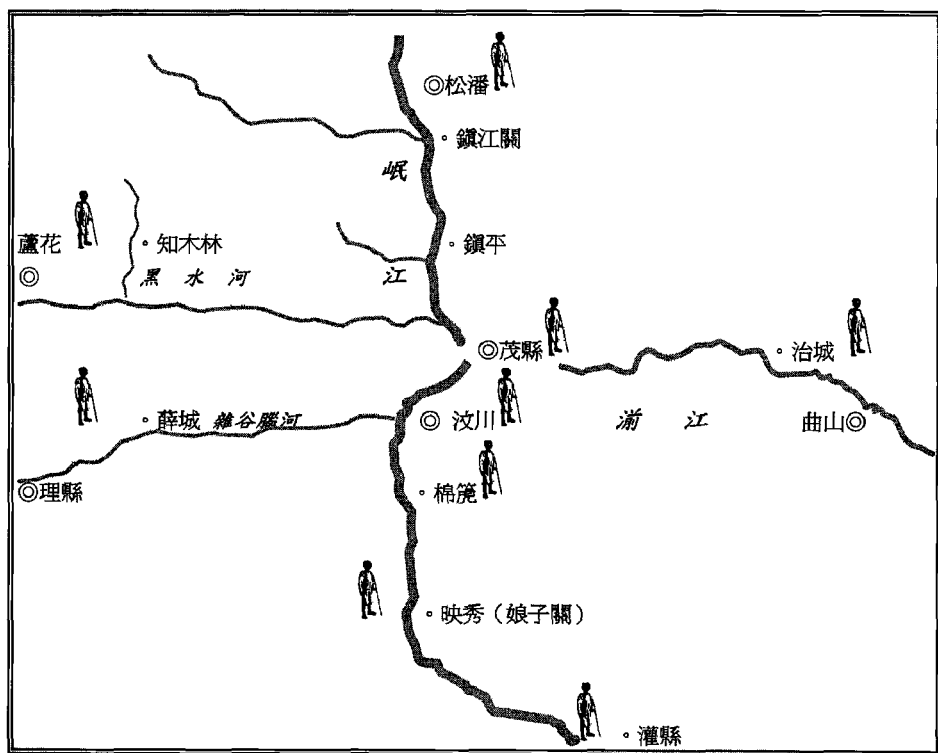 ◎松潘
鎮江關
岷
蘆花
◎
知木林
鎮平
黑水河
江
◎茂縣
治城
薛城
雜谷腦河
◎ 汶川
湔江
曲山◎
◎理縣
棉篪
映秀（娘子關）
灌縣